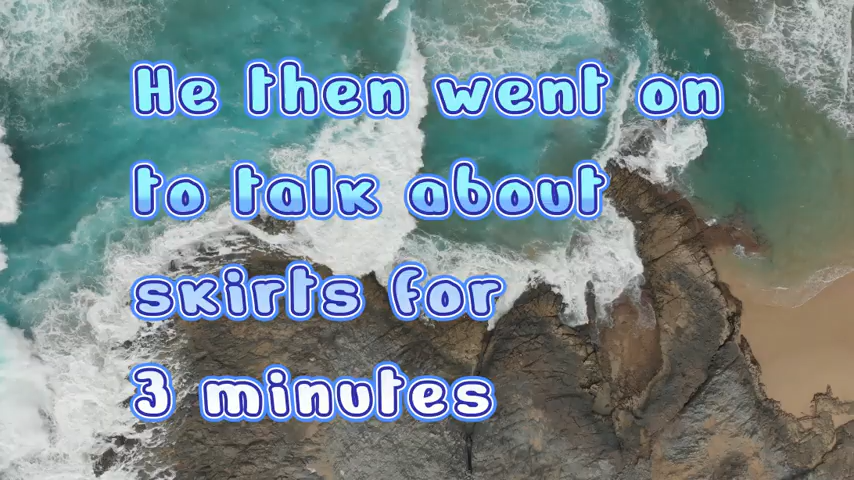 He then went on
to talk about
skirts for
3 minutes